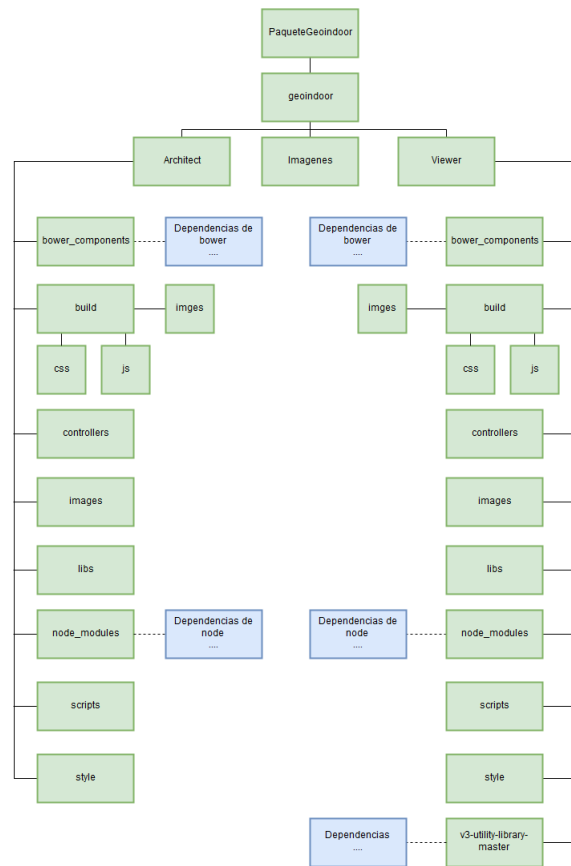 PaqueteGeoindoor
geoindoor
Architect
Imagenes
Viewer
bower_components
Dependencias de
bower
....
Dependencias de
bower
....
bower_components
build
imges
imges
build
css
js
css
js
controllers
controllers
images
images
libs
libs
node_modules
Dependencias de
node
....
Dependencias de
node
....
node_modules
scripts
scripts
style
style
Dependencias
....
v3-utility-library-
master